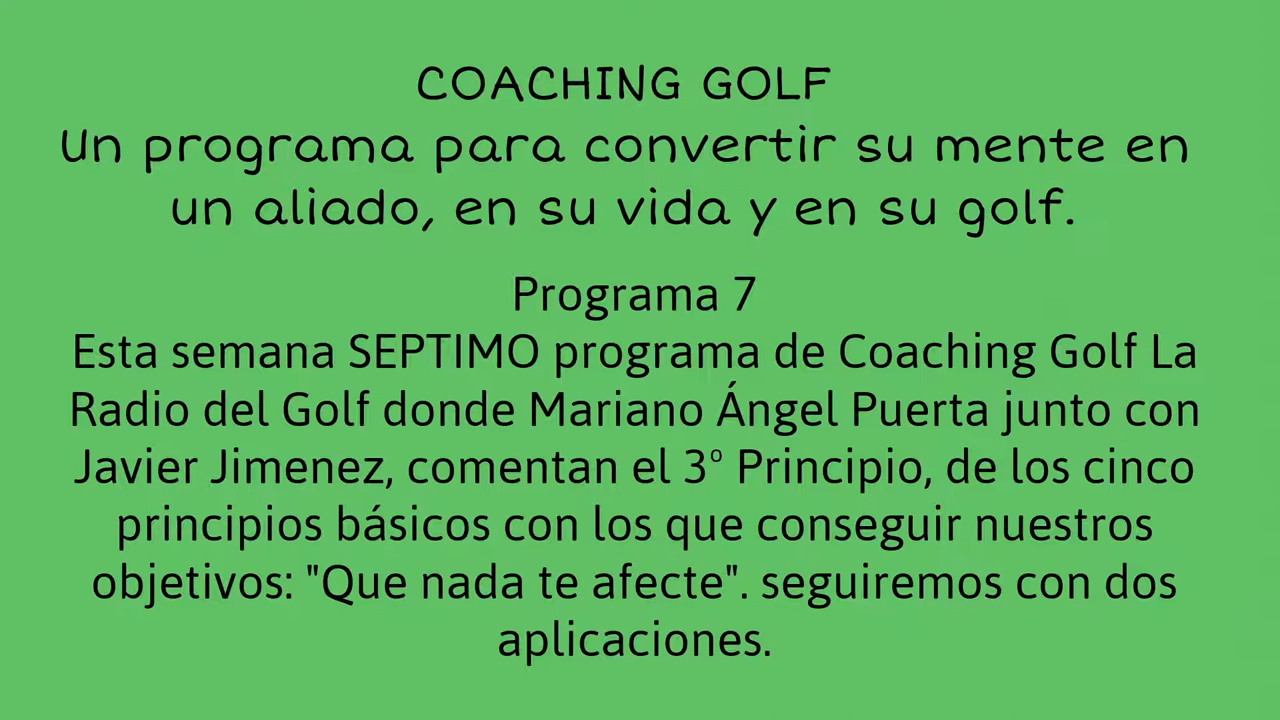 COACHING GOLF
Un programa para convertir su mente en
un aliado, en su vida y en su golf.
Programa 7
Esta semana SEPTIMO programa de Coaching Golf La
Radio del Golf donde Mariano Ángel Puerta junto con
Javier Jimenez, comentan el 3º Principio, de los cinco
principios básicos con los que conseguir nuestros
objetivos: "Que nada te afecte". seguiremos con dos
aplicaciones.